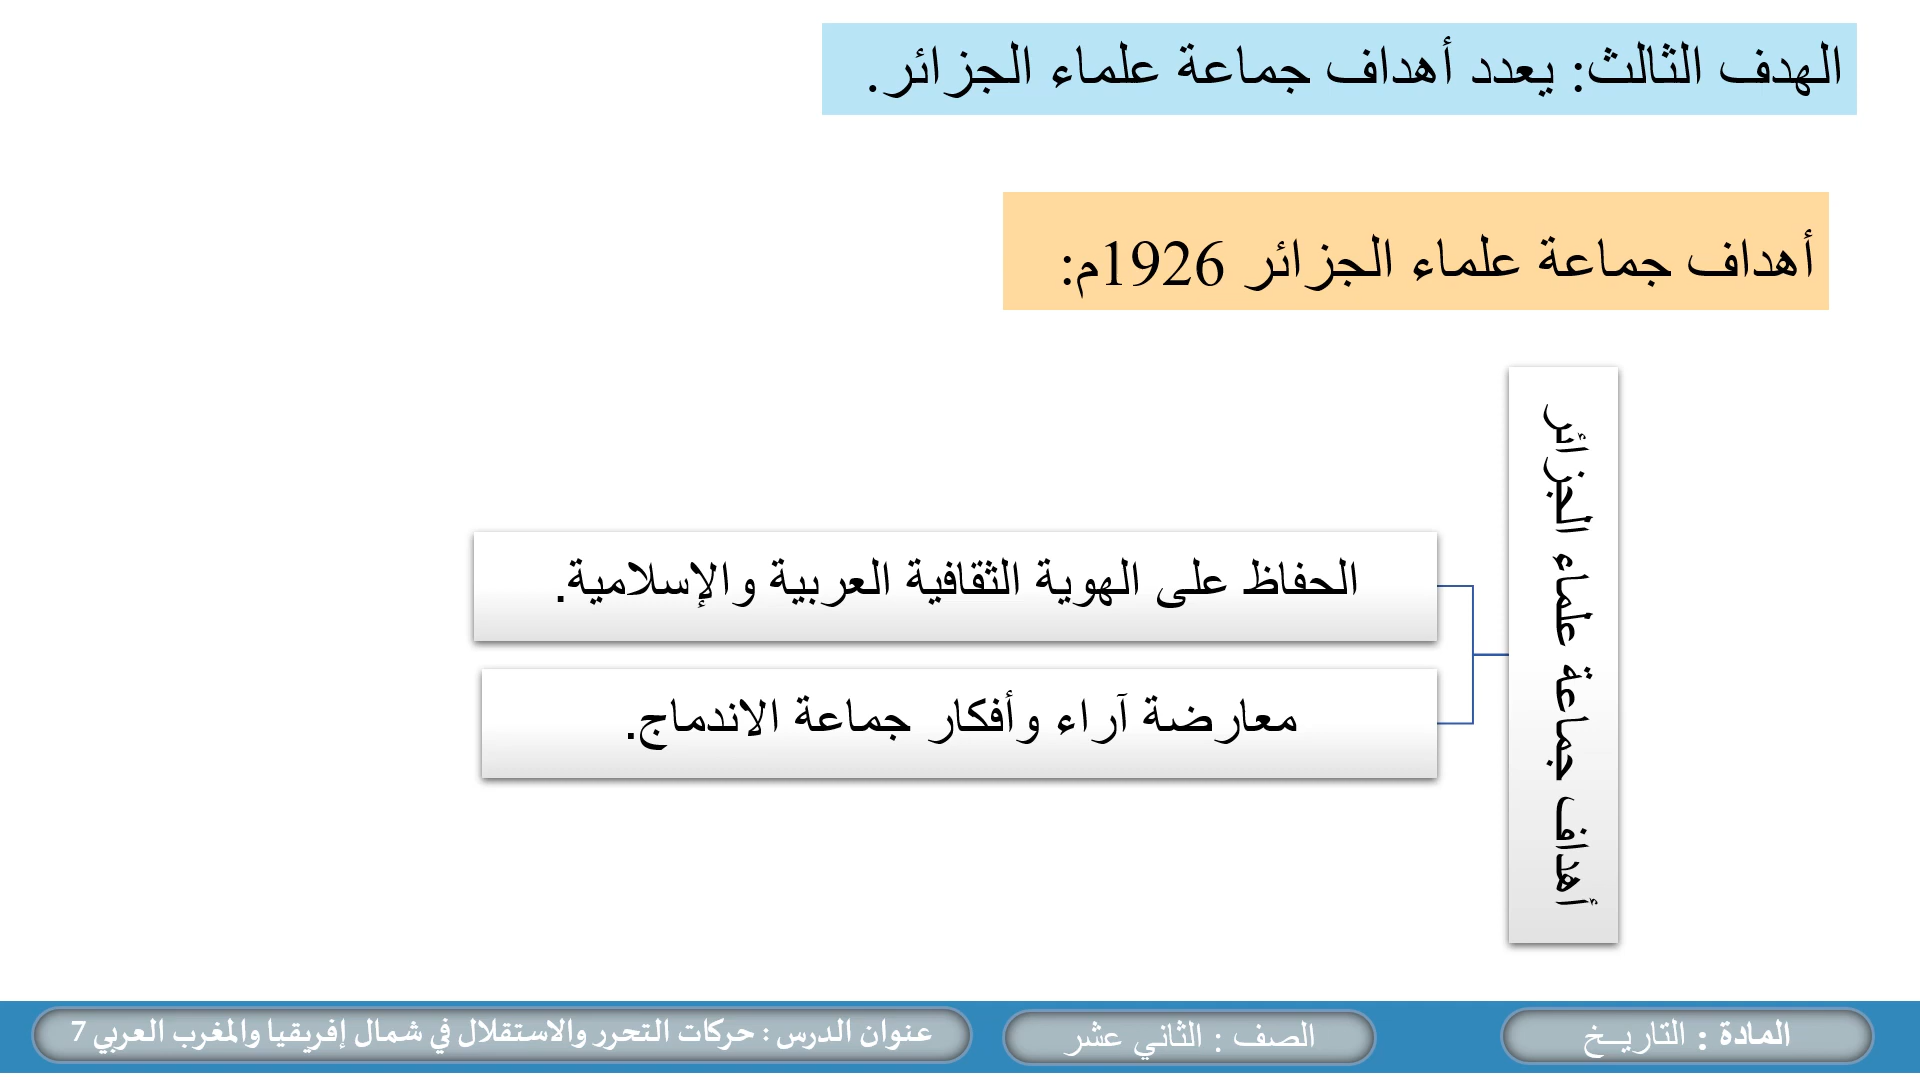 الهدف الثالث: يعدد أهداف جماعة علماء الجزائر.
أهداف جماعة علماء الجزائر 1926م:
أهداف جماعة علماء الجزائر
الحفاظ على الهوية الثقافية العربية والإسلامية.
معارضة آراء وأفكار جماعة الاندماج.
المادة : التاريـــخ
الصف : الثاني عشر
عنوان الدرس : حركات التحرر والاستقلال في شمال إفريقيا والمغرب العربي 7